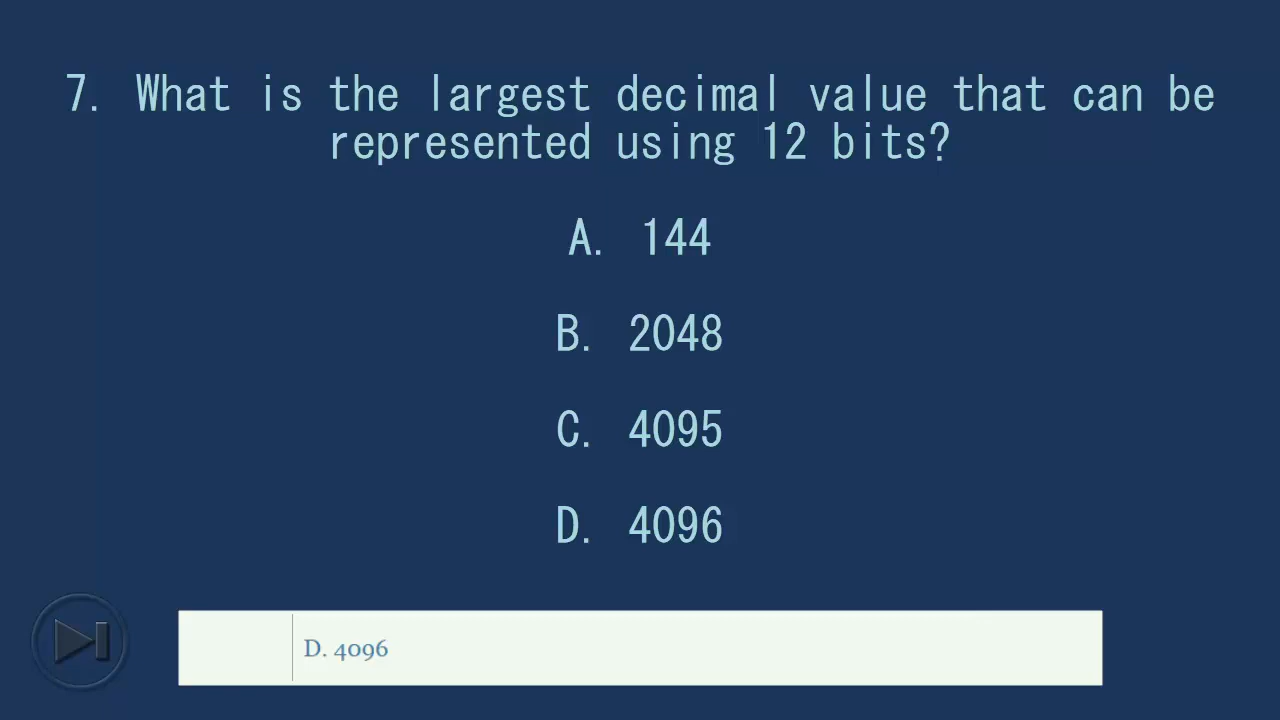 7. What is the largest decimal value that can be
represented using 12 bits?
A. 144
B. 2048
C. 4095
D. 4096
D. 4096